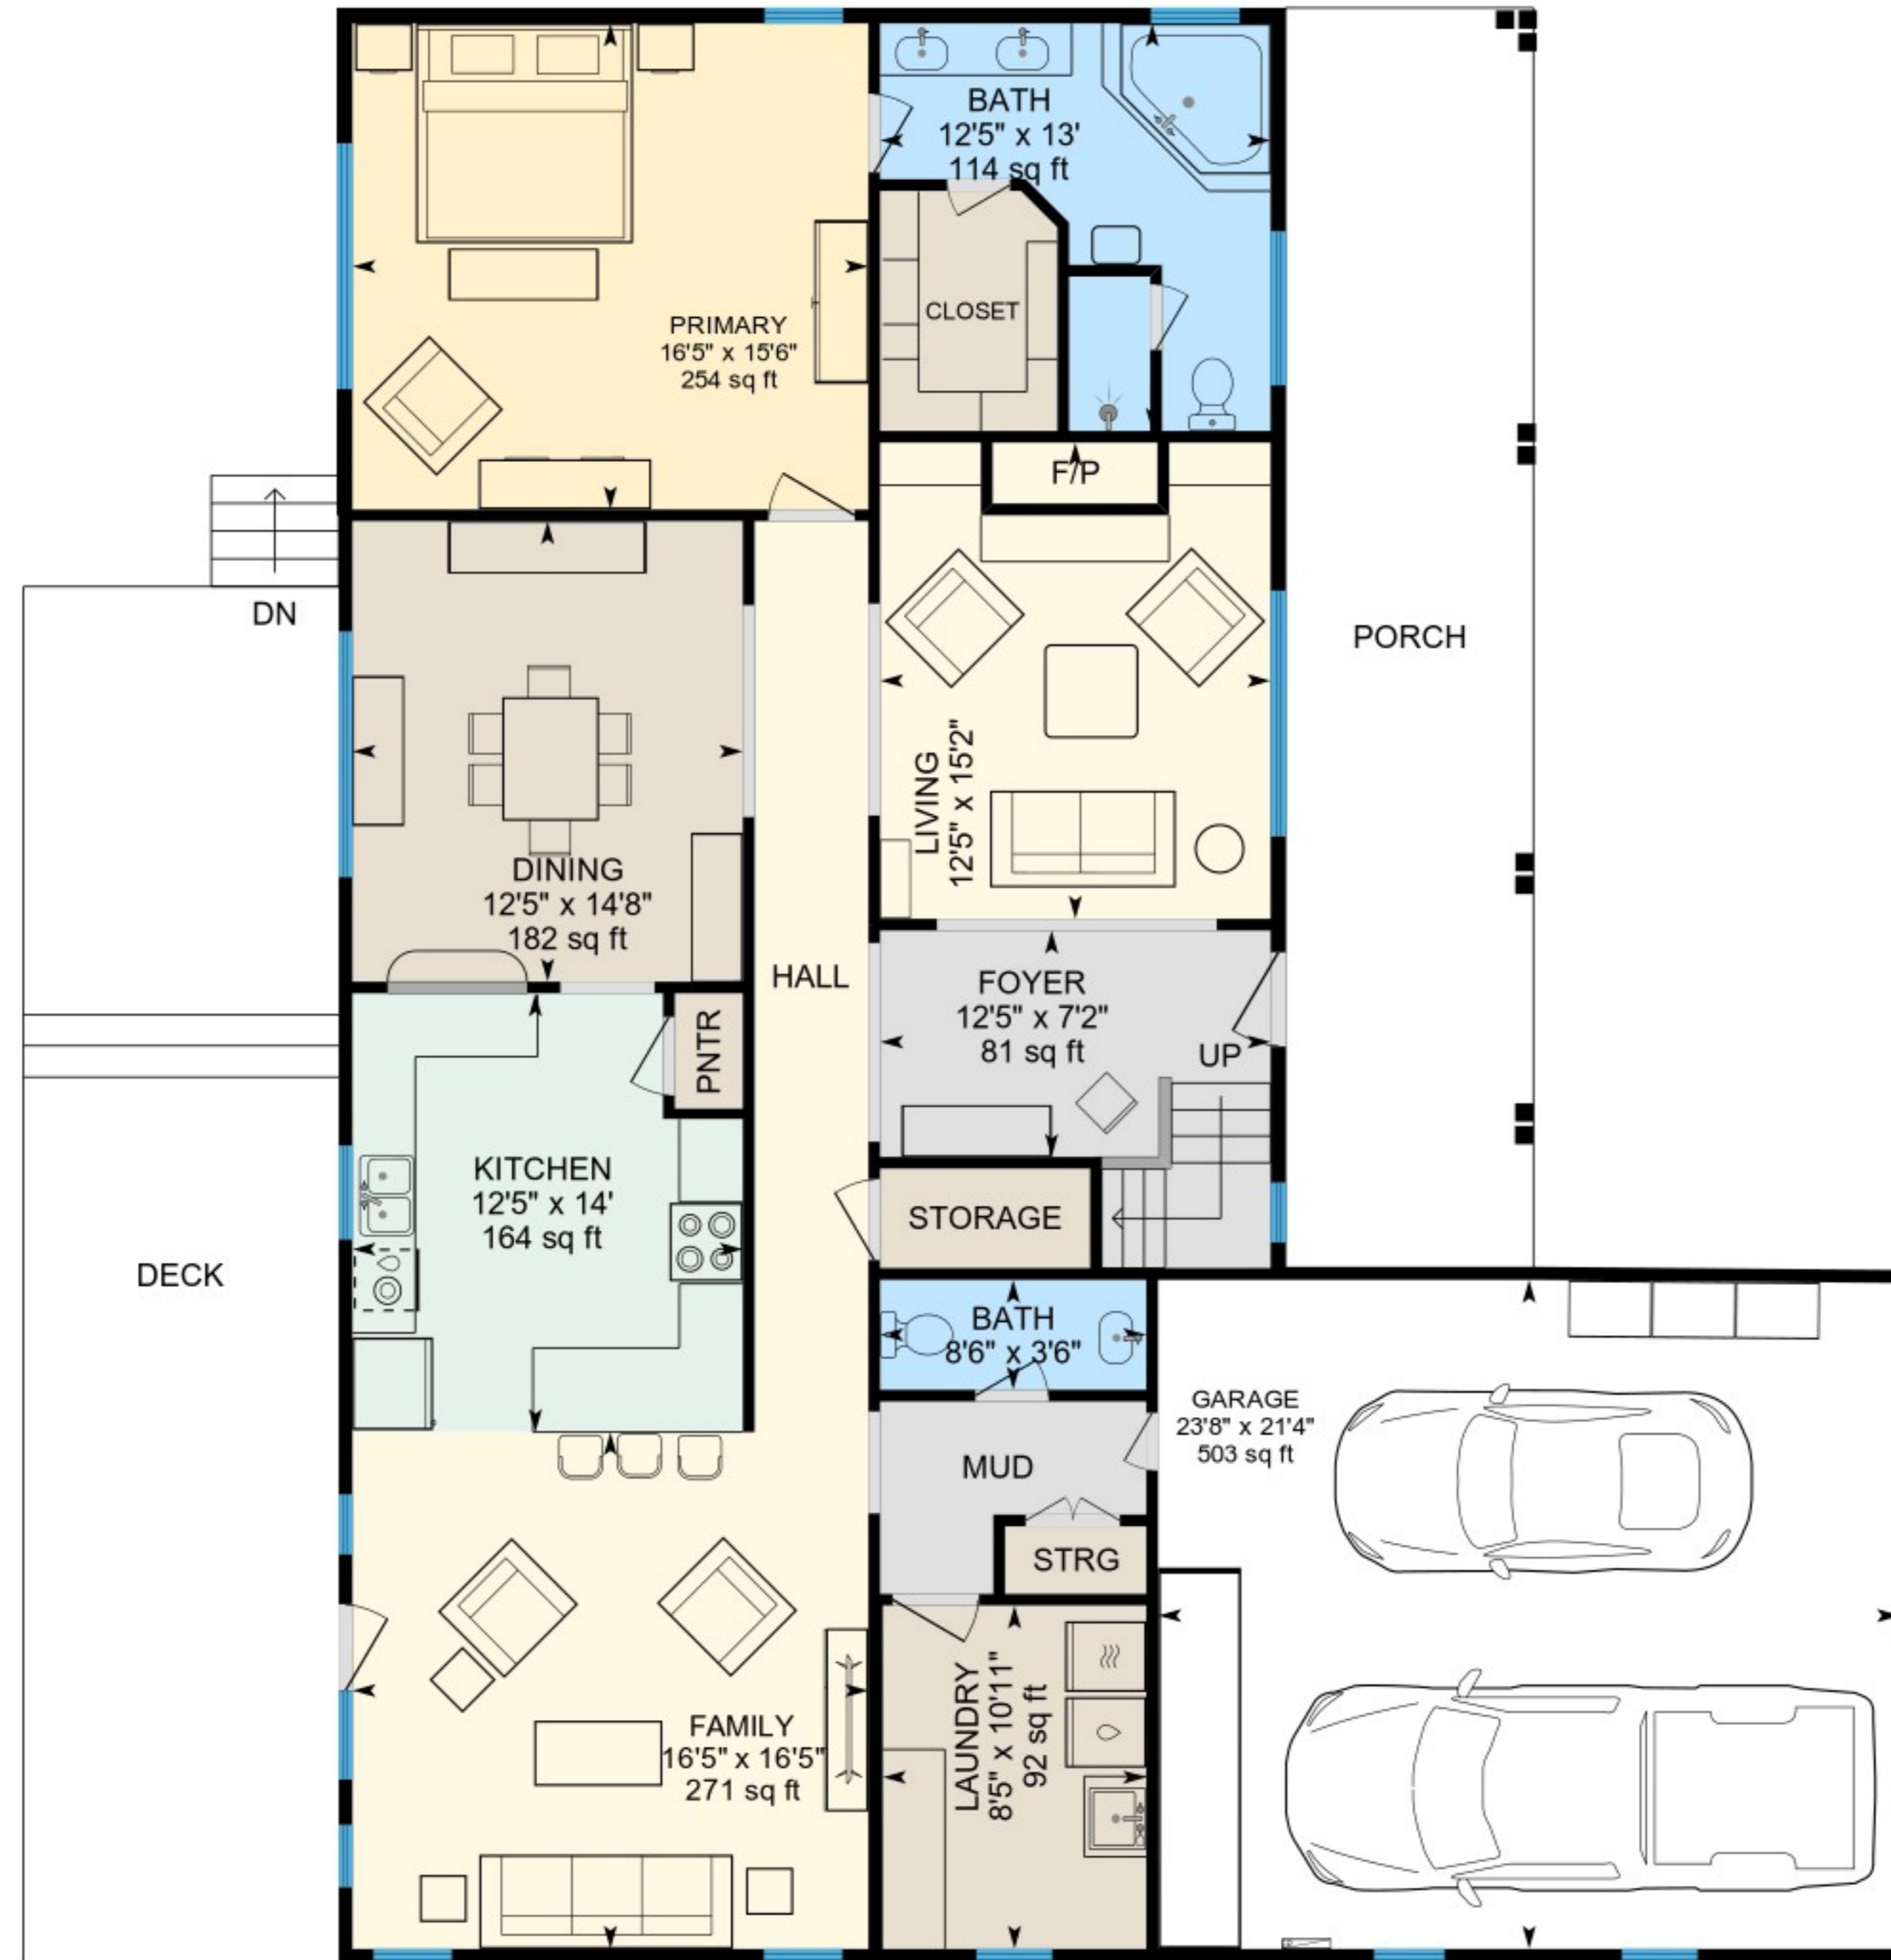 BATH
12'5" x 13'
114 sq ft
PRIMARY
16'5" x 15'6"
254 sq ft
CLOSET
F/P
DN
PORCH
LIVING
12'5" x 15'2"
DINING
12'5" x 14'8"
182 sq ft
HALL
FOYER
12'5" x 7'2"
81 sq ft
UP
PNTR
KITCHEN
12'5" x 14'
164 sq ft
STORAGE
DECK
BATH
8'6" x 3'6"
GARAGE
23'8" x 21'4"
503 sq ft
MUD
STRG
LAUNDRY
8'5" x 10'11"
92 sq ft
FAMILY
16'5" x 16'5"
271 sq ft